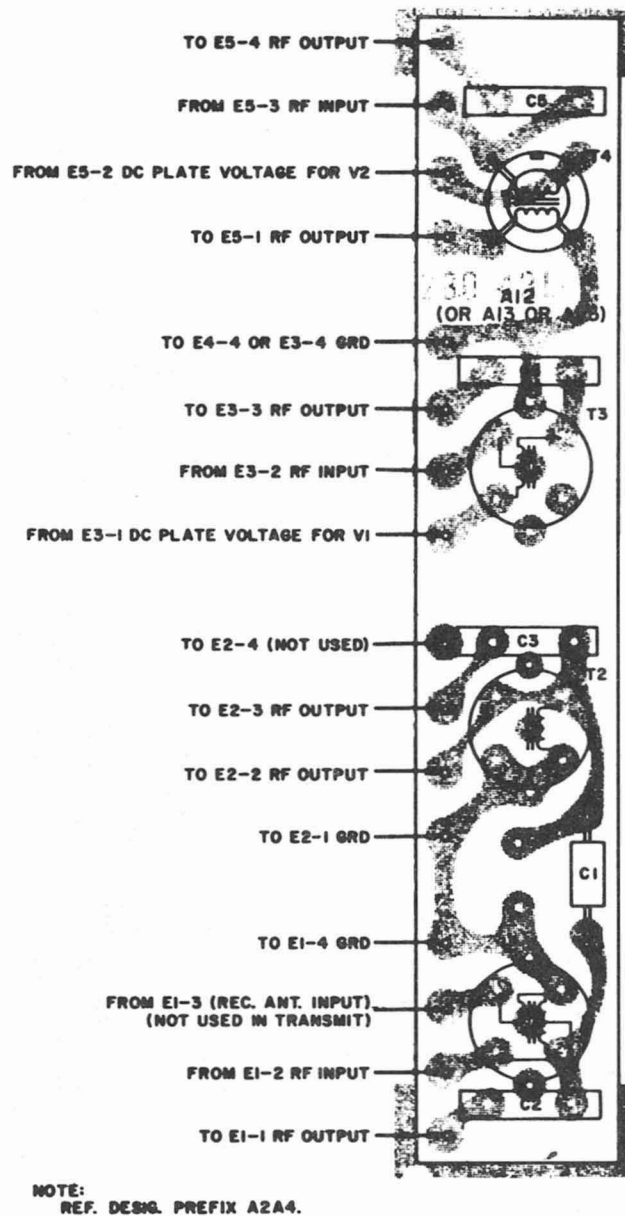 TO E5-4 RF OUTPUT
C5
FROM E5-3 RF INPUT
T4
FROM E5-2 DC PLATE VOLTAGE FOR V2
TO E5-1 RF OUTPUT
A12
(OR A13 OR
TO E4-4 OR E3-4 GRD
T3
TO E3-3 RF OUTPUT
FROM E3-2 RF INPUT
FROM E3-1 DC PLATE VOLTAGE FOR V1
TO E2-4 (NOT USED)
C3
T2
TO E2-3 RF OUTPUT
TO E2-2 RF OUTPUT
TO E2-1 GRD
C1
TO E1-4 GRD
FROM E1-3 (REC. ANT. INPUT)
(NOT USED IN TRANSMIT)
FROM E1-2 RF INPUT
C2
TO E1-1 RF OUTPUT
NOTE:
REF. DESIG. PREFIX A2A4.